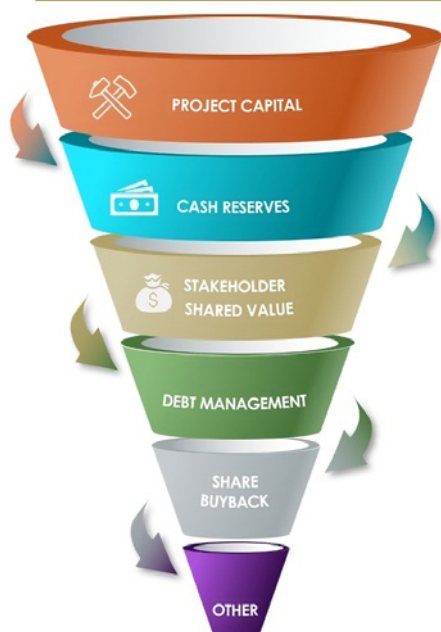 PROJECT CAPITAL
CASH RESERVES
STAKEHOLDER
SHARED VALUE
DEBT MANAGEMENT
SHARE
BUYBACK
OTHER